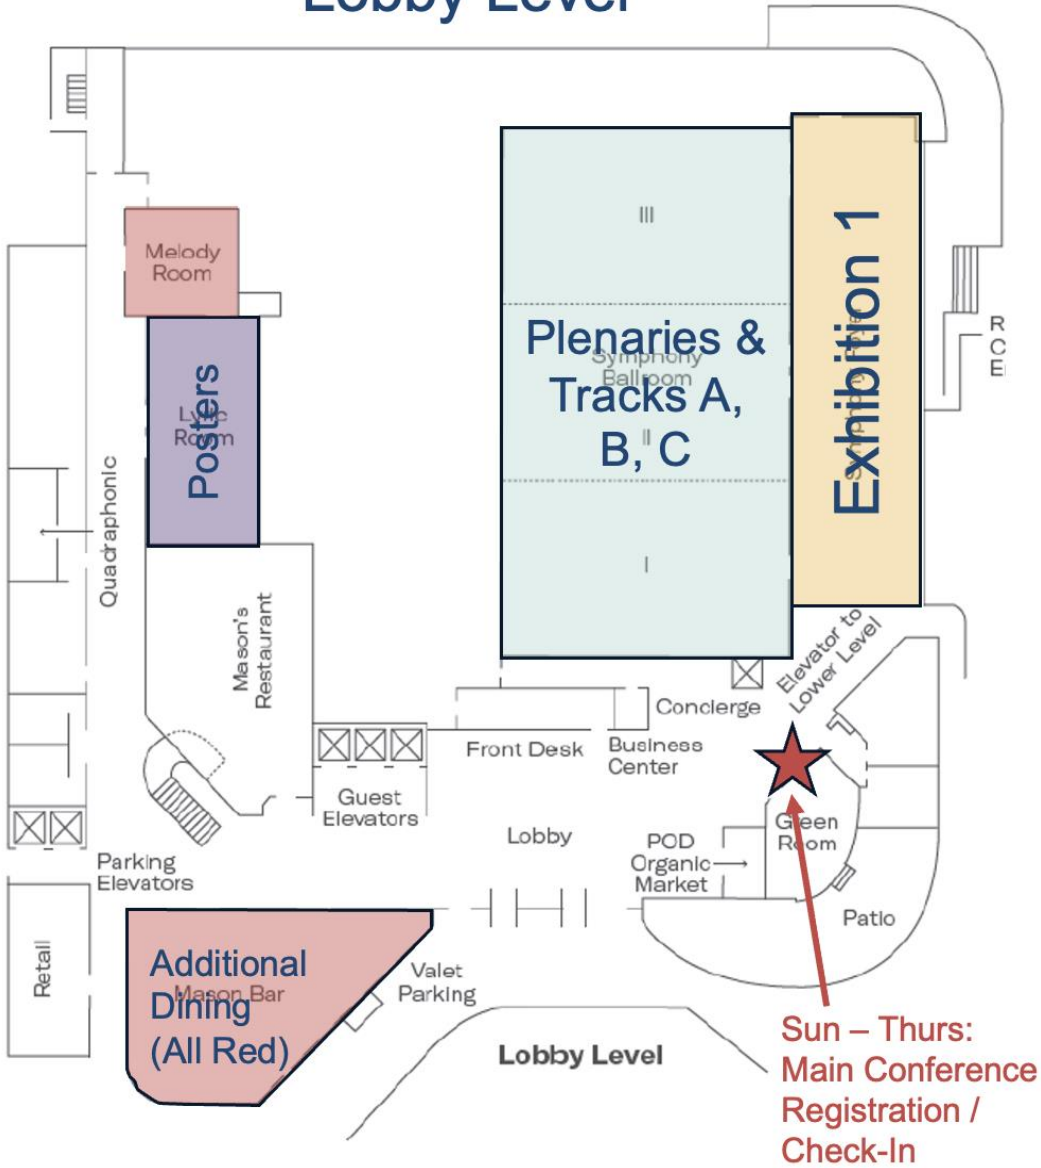 Lobby Level
III
Melody
Room
Exhibition 1
Symphony Foyer
R
C
E
Plenaries &
Symphony
Ballroom
Tracks A,
B, C
II
Posters
Lyric
Room
Quadraphonic
I
Mason's
Restaurant
Elevator to
Lower Level
Concierge
Front Desk
Business
Center
Guest
Elevators
Lobby
Green
Room
POD
Organic
Market
Parking
Elevators
Patio
Retail
Additional
Mason Bar
Dining
(All Red)
Valet
Parking
Lobby Level
Sun – Thurs:
Main Conference
Registration /
Check-In